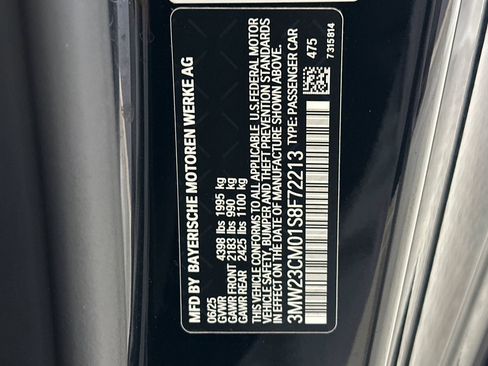 MFD BY BAYERISCHE MOTOREN WERKE AG
06/25
GVWR 4398 lbs 1995 kg
GAWR FRONT 2183 lbs 990 kg
GAWR REAR 2425 lbs 1100 kg
THIS VEHICLE CONFORMS TO ALL APPLICABLE U.S. FEDERAL MOTOR
VEHICLE SAFETY, BUMPER AND THEFT PREVENTION STANDARDS
IN EFFECT ON THE DATE OF MANUFACTURE SHOWN ABOVE.
3MW23CM01S8F72213 TYPE: PASSENGER CAR
475
7315814